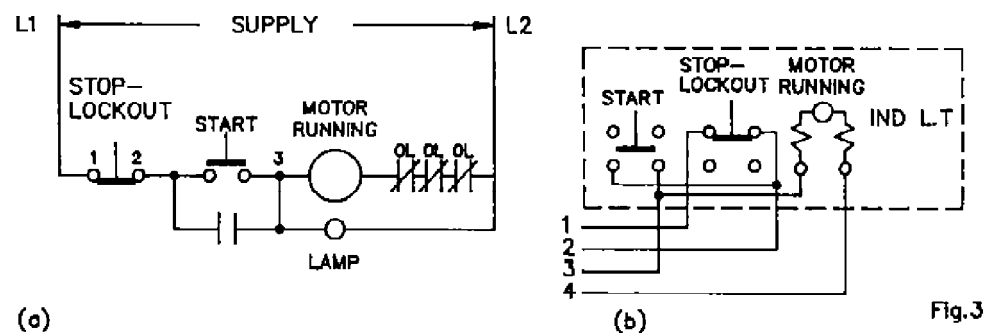 L1 SUPPLY L2
STOP-
LOCKOUT
START
MOTOR
RUNNING
OL OL OL
1 2 3
LAMP
(a)
STOP-
LOCKOUT
MOTOR
RUNNING
START
IND L.T
1
2
3
4
(b)
Fig.3